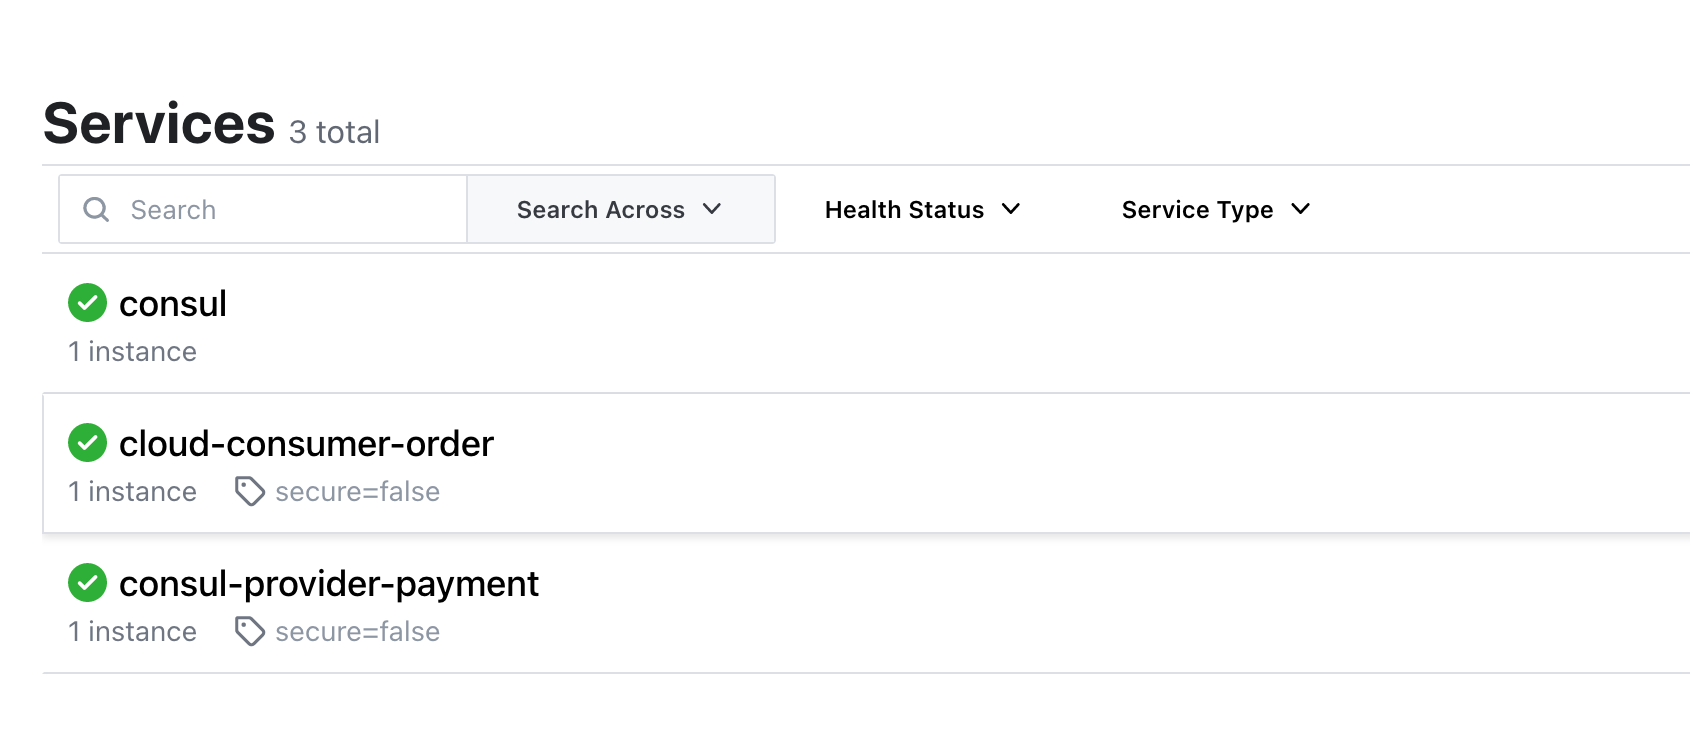 Services 3 total
Search Search Across Health Status Service Type
consul
1 instance
cloud-consumer-order
1 instance secure=false
consul-provider-payment
1 instance secure=false